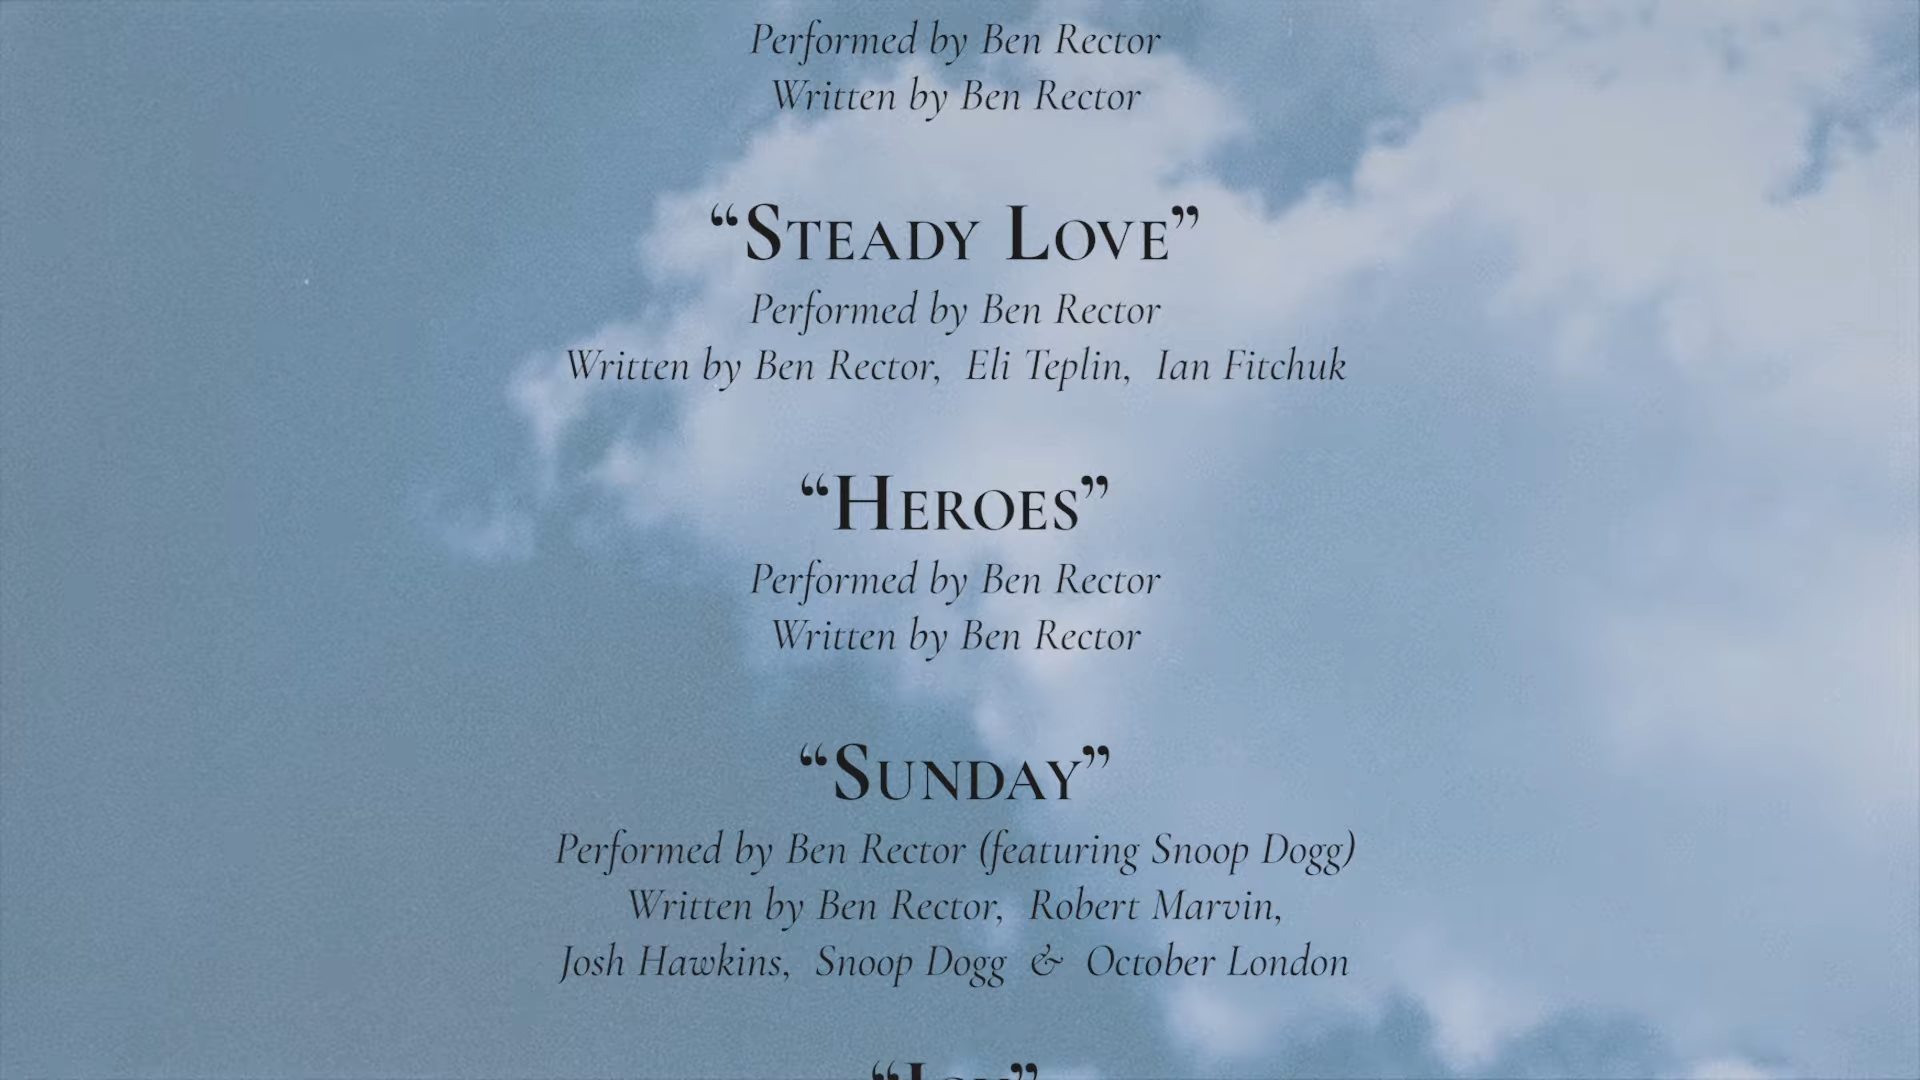 Performed by Ben Rector
Written by Ben Rector
“Steady Love”
Performed by Ben Rector
Written by Ben Rector, Eli Teplin, Ian Fitchuk
“Heroes”
Performed by Ben Rector
Written by Ben Rector
“Sunday”
Performed by Ben Rector (featuring Snoop Dogg)
Written by Ben Rector, Robert Marvin,
Josh Hawkins, Snoop Dogg & October London